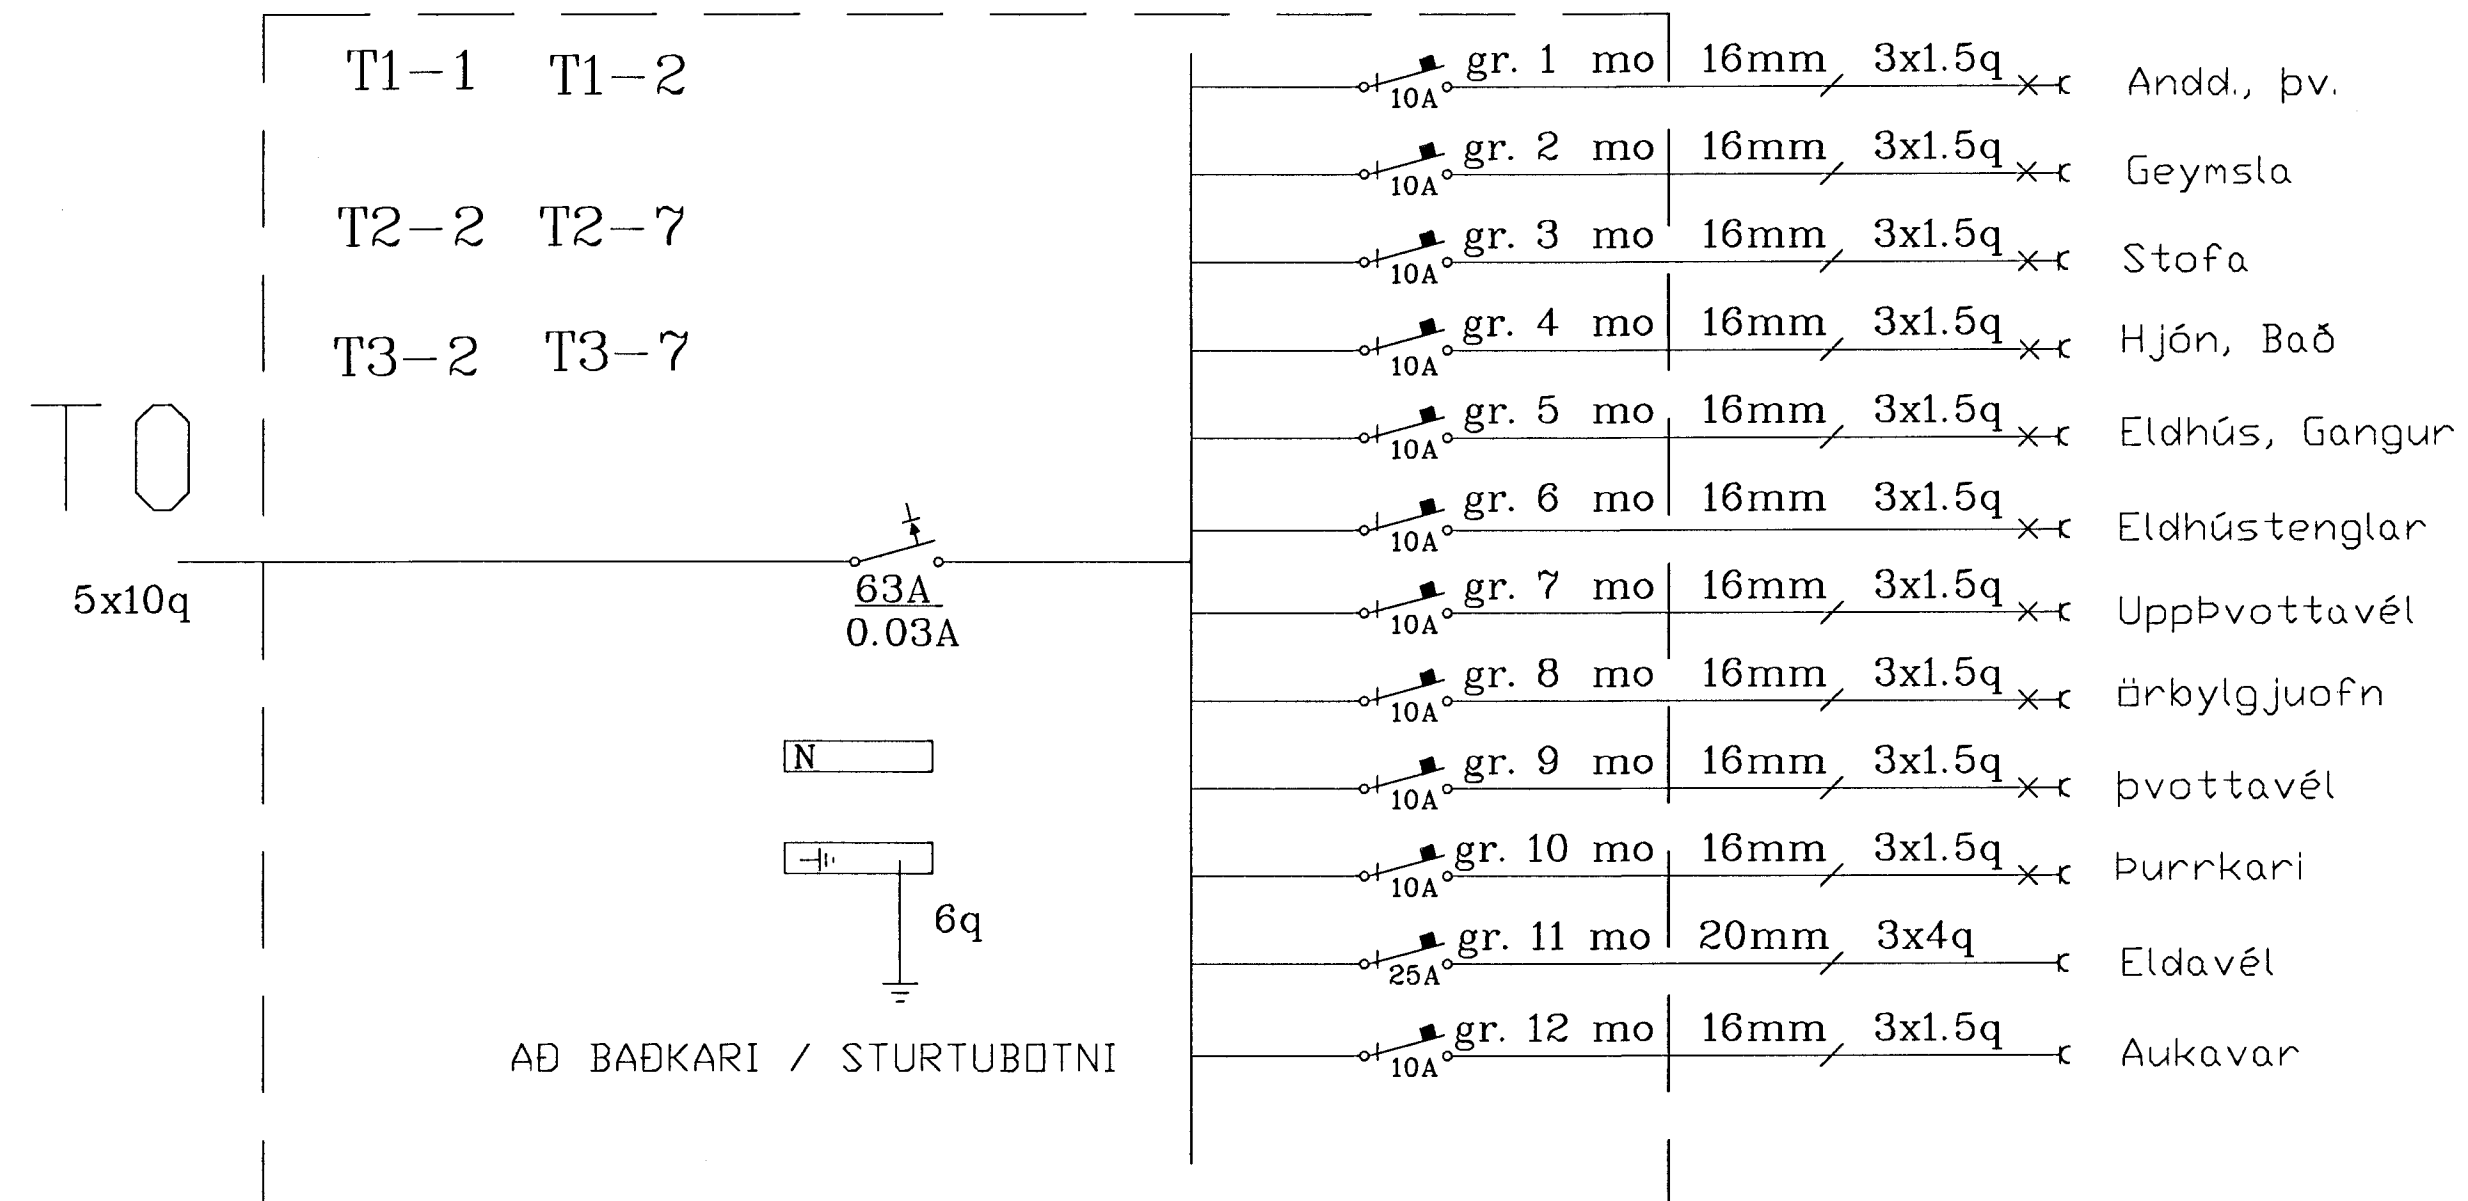 T1-1 T1-2
T2-2 T2-7
T3-2 T3-7
T0
5x10q
63A
0.03A
N
6q
AÐ BAÐKARI / STURTUBOTNI
gr. 1 mo 16mm 3x1.5q Andd., þv.
10A
gr. 2 mo 16mm 3x1.5q Geymsla
10A
gr. 3 mo 16mm 3x1.5q Stofa
10A
gr. 4 mo 16mm 3x1.5q Hjón, Bað
10A
gr. 5 mo 16mm 3x1.5q Eldhús, Gangur
10A
gr. 6 mo 16mm 3x1.5q Eldhústenglar
10A
gr. 7 mo 16mm 3x1.5q UppÞvottavél
10A
gr. 8 mo 16mm 3x1.5q örbylgjuofn
10A
gr. 9 mo 16mm 3x1.5q þvottavél
10A
gr. 10 mo 16mm 3x1.5q Þurrkari
10A
gr. 11 mo 20mm 3x4q Eldavél
25A
gr. 12 mo 16mm 3x1.5q Aukavar
10A